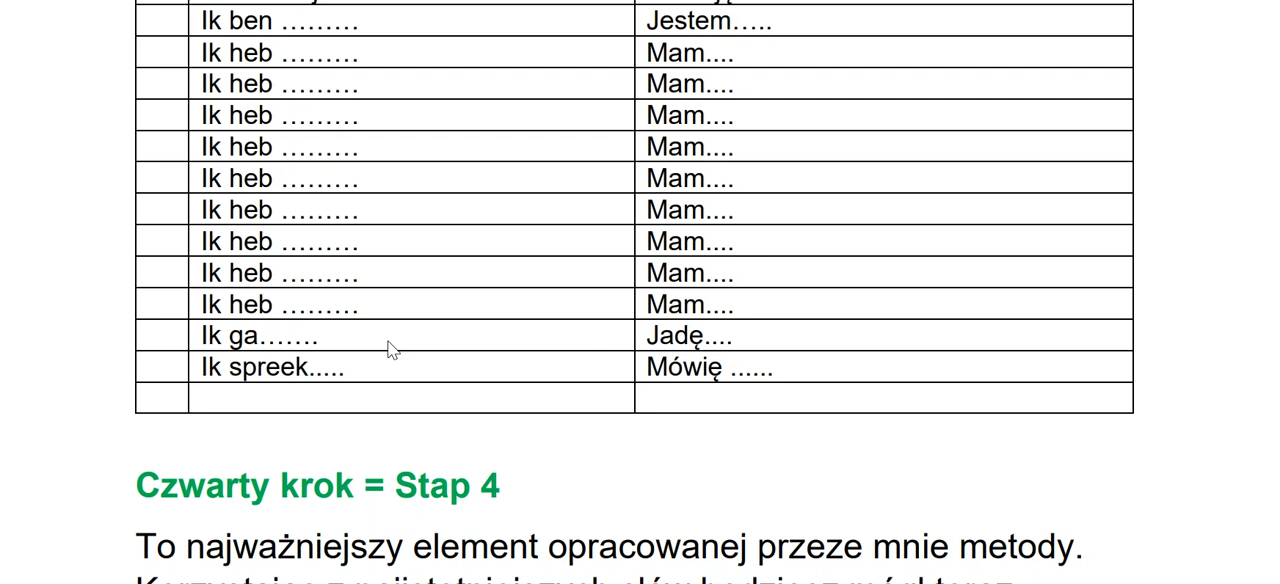 Ik ben ……… Jestem…..
Ik heb ……… Mam....
Ik heb ……… Mam....
Ik heb ……… Mam....
Ik heb ……… Mam....
Ik heb ……… Mam....
Ik heb ……… Mam....
Ik heb ……… Mam....
Ik heb ……… Mam....
Ik heb ……… Mam....
Ik ga……. Jadę....
Ik spreek..... Mówię ......
Czwarty krok = Stap 4
To najważniejszy element opracowanej przeze mnie metody.